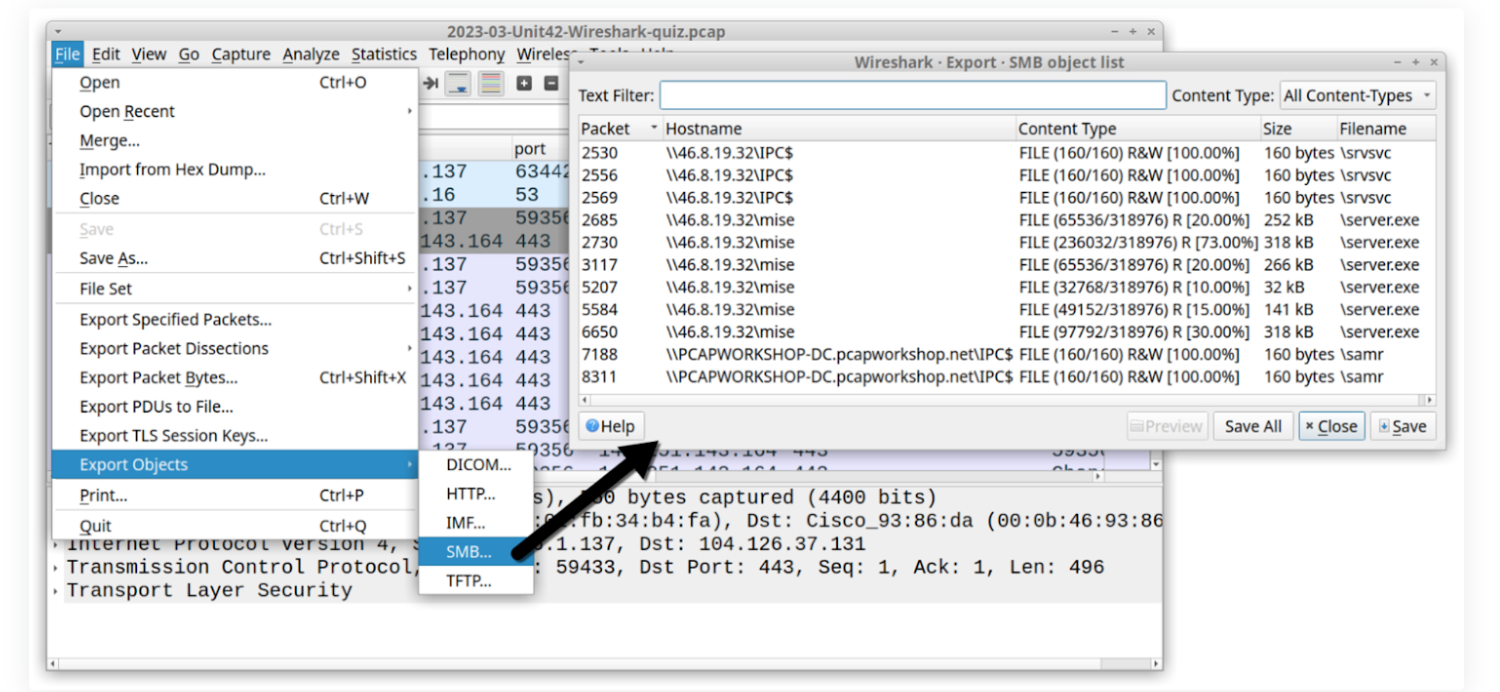 2023-03-Unit42-Wireshark-quiz.pcap
File Edit View Go Capture Analyze Statistics Telephony Wireless Tools Help
Open Ctrl+O
Open Recent
Merge...
Import from Hex Dump...
Close Ctrl+W
Save Ctrl+S
Save As... Ctrl+Shift+S
File Set
Export Specified Packets...
Export Packet Dissections
Export Packet Bytes... Ctrl+Shift+X
Export PDUs to File...
Export TLS Session Keys...
Export Objects
Print... Ctrl+P
Quit Ctrl+Q
DICOM...
HTTP...
IMF...
SMB...
TFTP...
port
.137 63442
.16 53
.137 59356
143.164 443
.137 59356
.137 59356
143.164 443
143.164 443
143.164 443
143.164 443
143.164 443
.137 59356
Wireshark · Export · SMB object list
Text Filter: Content Type: All Content-Types
Packet Hostname Content Type Size Filename
2530 \\46.8.19.32\IPC$ FILE (160/160) R&W [100.00%] 160 bytes \srvsvc
2556 \\46.8.19.32\IPC$ FILE (160/160) R&W [100.00%] 160 bytes \srvsvc
2569 \\46.8.19.32\IPC$ FILE (160/160) R&W [100.00%] 160 bytes \srvsvc
2685 \\46.8.19.32\mise FILE (65536/318976) R [20.00%] 252 kB \server.exe
2730 \\46.8.19.32\mise FILE (236032/318976) R [73.00%] 318 kB \server.exe
3117 \\46.8.19.32\mise FILE (65536/318976) R [20.00%] 266 kB \server.exe
5207 \\46.8.19.32\mise FILE (32768/318976) R [10.00%] 32 kB \server.exe
5584 \\46.8.19.32\mise FILE (49152/318976) R [15.00%] 141 kB \server.exe
6650 \\46.8.19.32\mise FILE (97792/318976) R [30.00%] 318 kB \server.exe
7188 \\PCAPWORKSHOP-DC.pcapworkshop.net\IPC$ FILE (160/160) R&W [100.00%] 160 bytes \samr
8311 \\PCAPWORKSHOP-DC.pcapworkshop.net\IPC$ FILE (160/160) R&W [100.00%] 160 bytes \samr
Help Preview Save All Close Save
bytes captured (4400 bits)
:fb:34:b4:fa), Dst: Cisco_93:86:da (00:0b:46:93:86
Internet Protocol Version 4, .1.137, Dst: 104.126.37.131
Transmission Control Protocol, : 59433, Dst Port: 443, Seq: 1, Ack: 1, Len: 496
Transport Layer Security